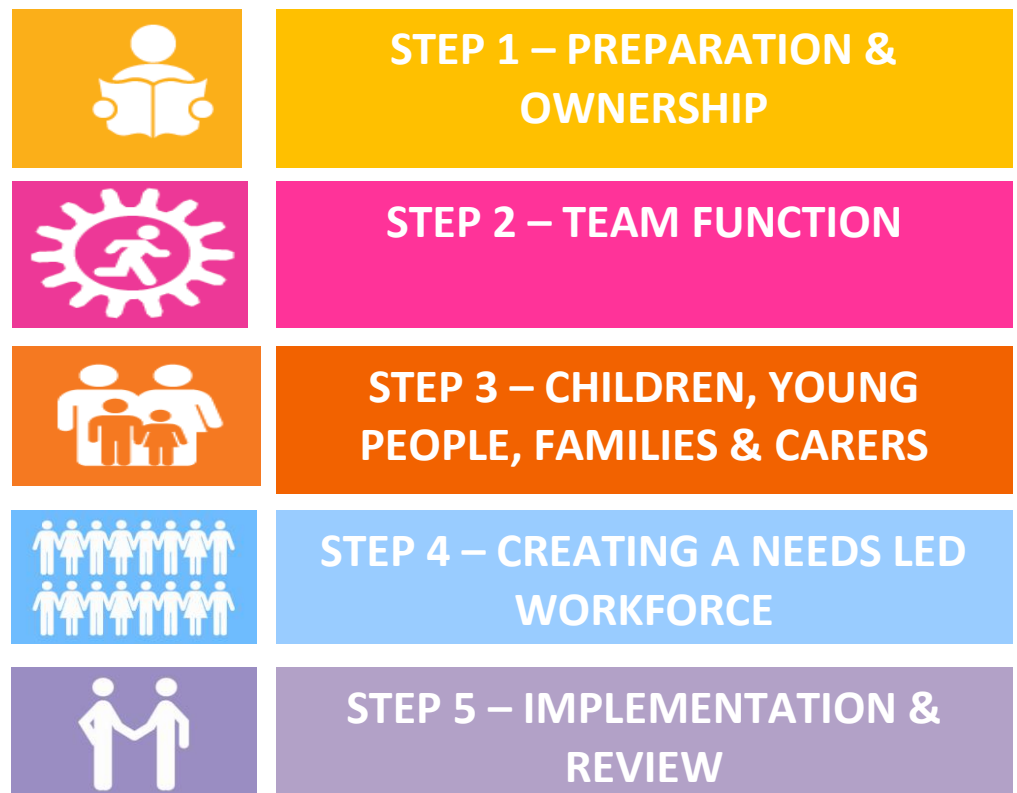 STEP 1 – PREPARATION &
OWNERSHIP
STEP 2 – TEAM FUNCTION
STEP 3 – CHILDREN, YOUNG
PEOPLE, FAMILIES & CARERS
STEP 4 – CREATING A NEEDS LED
WORKFORCE
STEP 5 – IMPLEMENTATION &
REVIEW